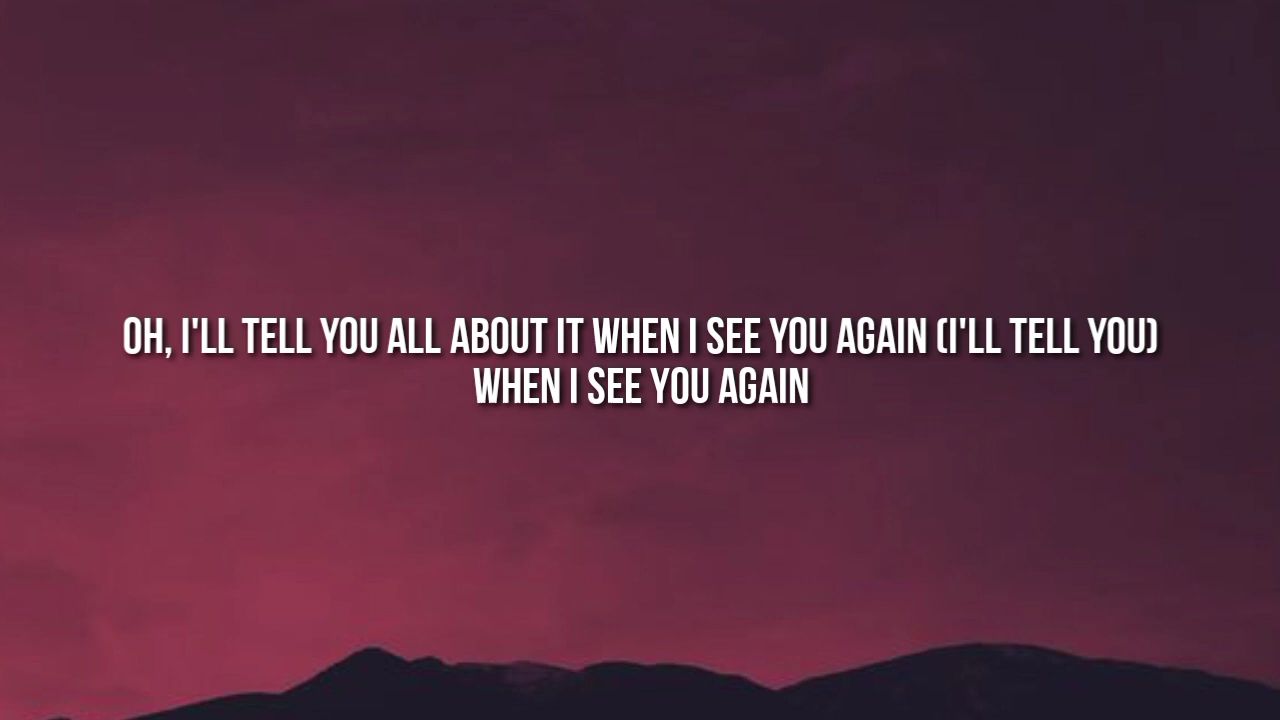 OH, I'LL TELL YOU ALL ABOUT IT WHEN I SEE YOU AGAIN (I'LL TELL YOU)
WHEN I SEE YOU AGAIN